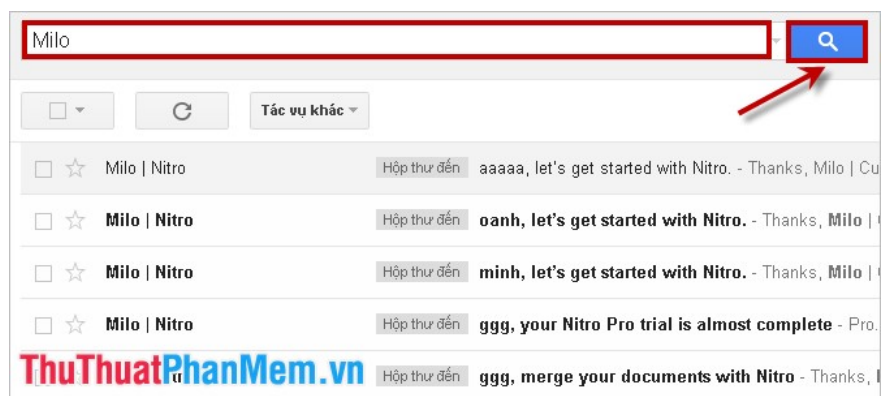 Milo
Tác vụ khác
Milo | Nitro Hộp thư đến aaaaa, let's get started with Nitro. - Thanks, Milo | Cu
Milo | Nitro Hộp thư đến oanh, let's get started with Nitro. - Thanks, Milo |
Milo | Nitro Hộp thư đến minh, let's get started with Nitro. - Thanks, Milo |
Milo | Nitro Hộp thư đến ggg, your Nitro Pro trial is almost complete - Pro.
ThuThuatPhanMem.vn Hộp thư đến ggg, merge your documents with Nitro - Thanks,